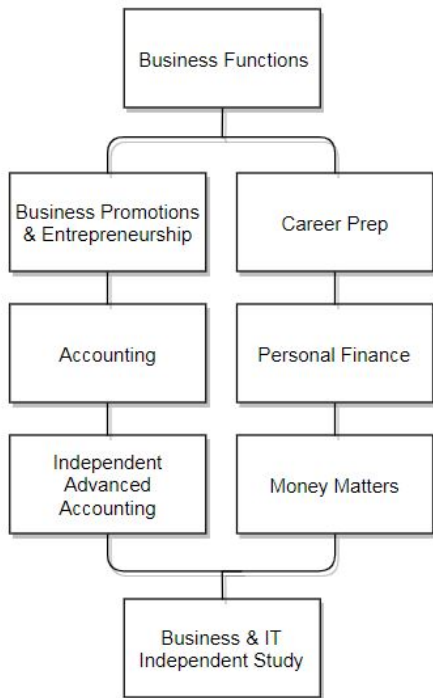 Business Functions
Business Promotions
& Entrepreneurship
Career Prep
Accounting
Personal Finance
Independent
Advanced
Accounting
Money Matters
Business & IT
Independent Study